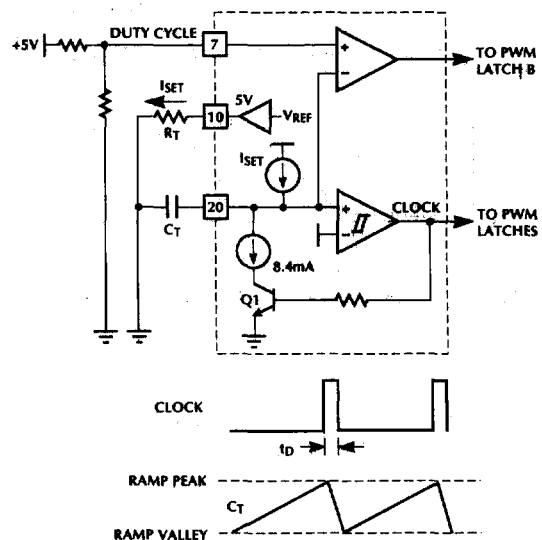 +5V
DUTY CYCLE
7
+
−
TO PWM
LATCH B
ISET
RT
10
5V
VREF
ISET
CT
20
+
−
CLOCK
TO PWM
LATCHES
8.4mA
Q1
CLOCK
tD
RAMP PEAK
CT
RAMP VALLEY